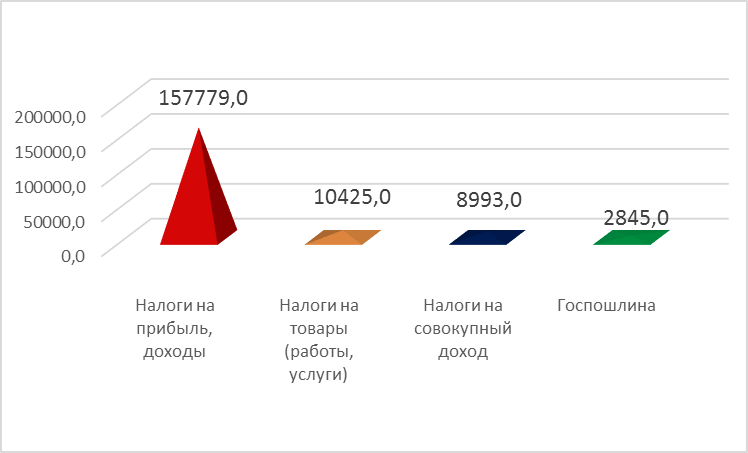 157779,0
10425,0
8993,0
2845,0
200000,0
150000,0
100000,0
50000,0
0,0
Налоги на
прибыль,
доходы
Налоги на
товары
(работы,
услуги)
Налоги на
совокупный
доход
Госпошлина